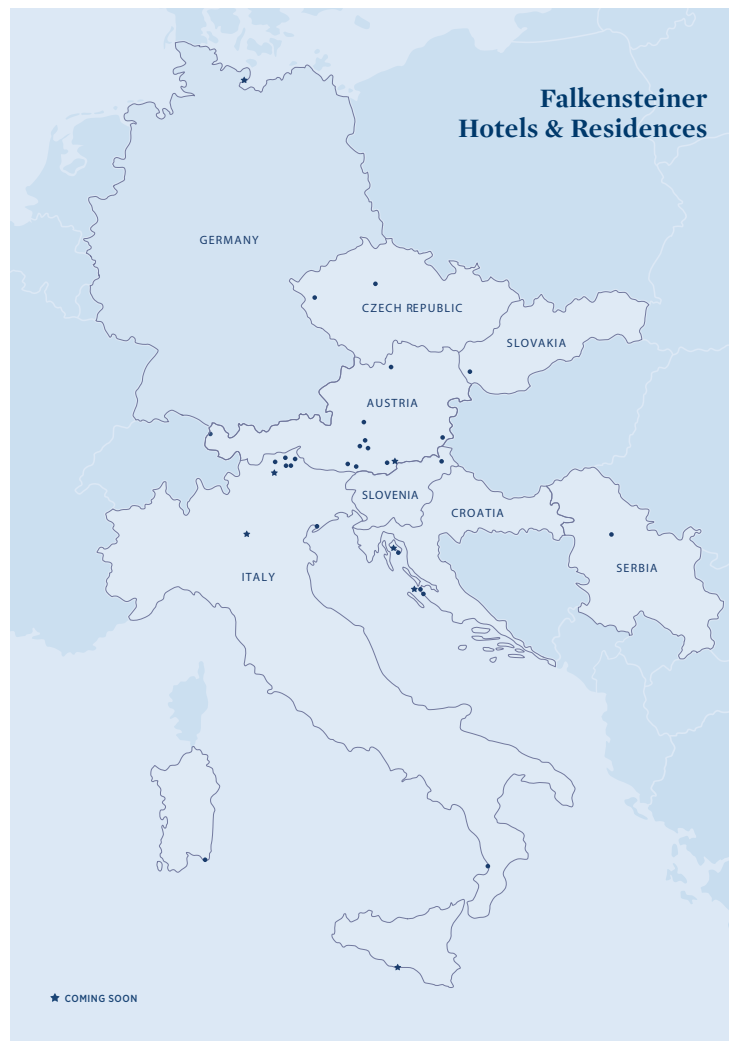 Falkensteiner
Hotels & Residences
GERMANY
CZECH REPUBLIC
SLOVAKIA
AUSTRIA
SLOVENIA
CROATIA
SERBIA
ITALY
COMING SOON